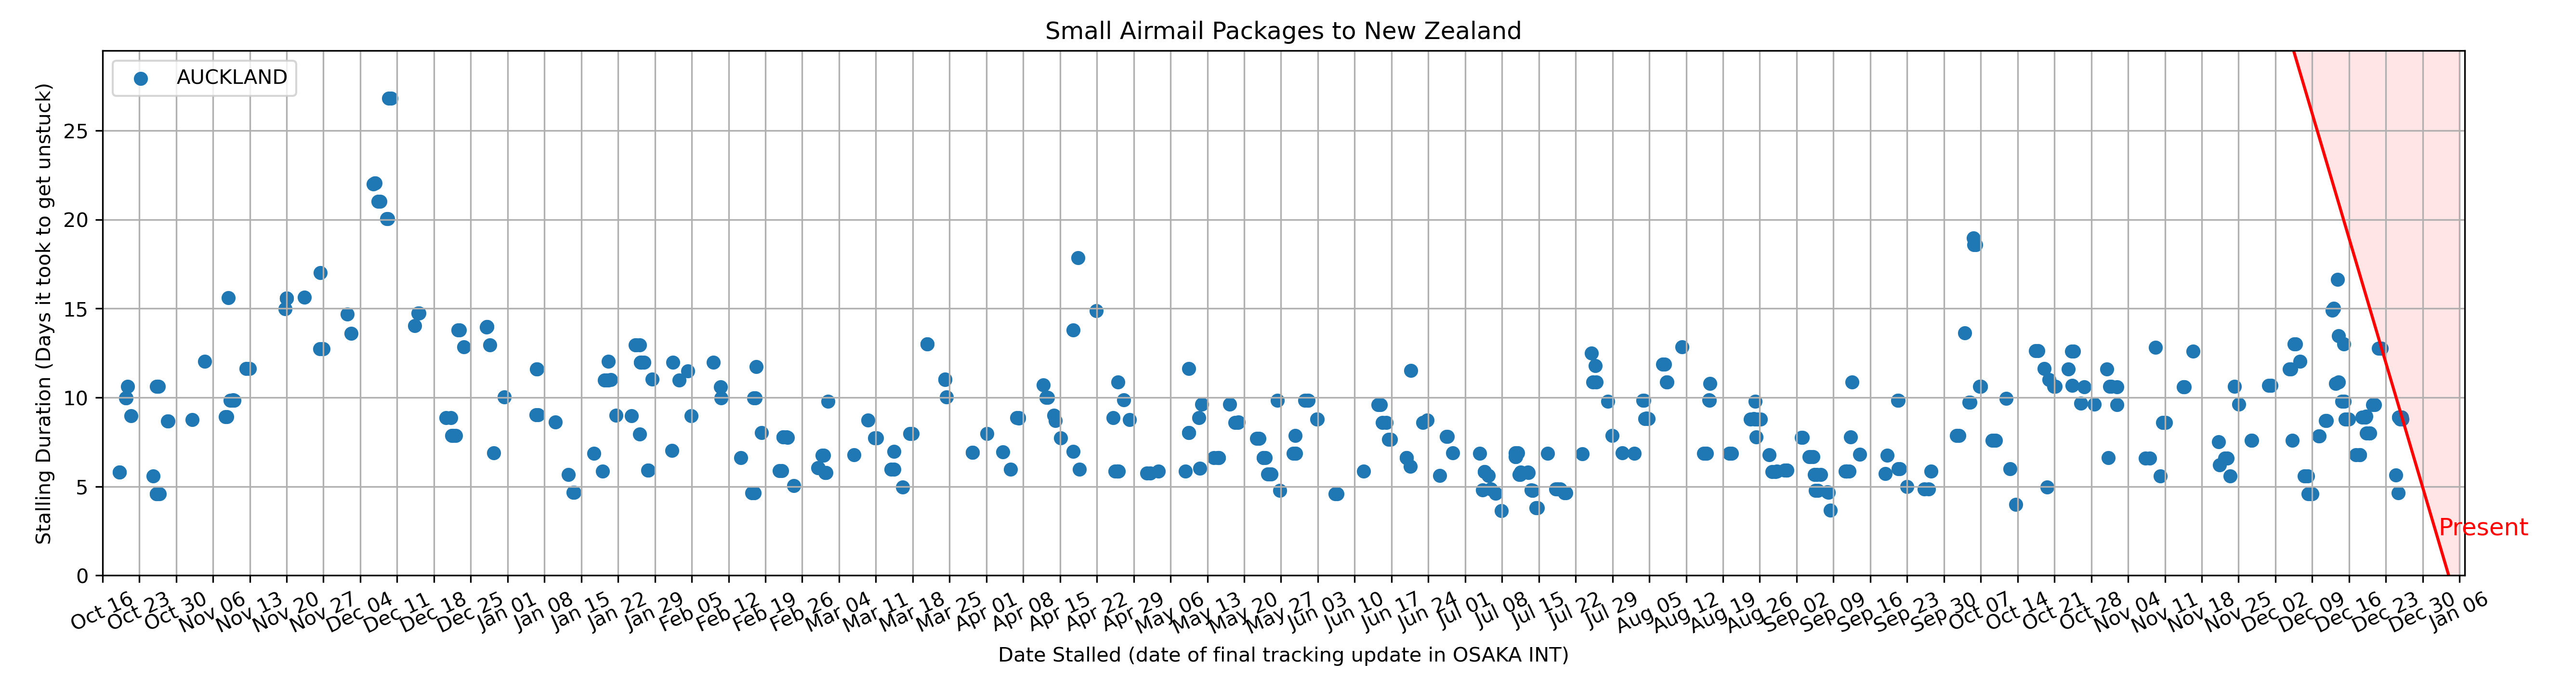 Small Airmail Packages to New Zealand
AUCKLAND
Stalling Duration (Days it took to get unstuck)
25
20
15
10
5
0
Present
Oct 16
Oct 23
Oct 30
Nov 06
Nov 13
Nov 20
Nov 27
Dec 04
Dec 11
Dec 18
Dec 25
Jan 01
Jan 08
Jan 15
Jan 22
Jan 29
Feb 05
Feb 12
Feb 19
Feb 26
Mar 04
Mar 11
Mar 18
Mar 25
Apr 01
Apr 08
Apr 15
Apr 22
Apr 29
May 06
May 13
May 20
May 27
Jun 03
Jun 10
Jun 17
Jun 24
Jul 01
Jul 08
Jul 15
Jul 22
Jul 29
Aug 05
Aug 12
Aug 19
Aug 26
Sep 02
Sep 09
Sep 16
Sep 23
Sep 30
Oct 07
Oct 14
Oct 21
Oct 28
Nov 04
Nov 11
Nov 18
Nov 25
Dec 02
Dec 09
Dec 16
Dec 23
Dec 30
Jan 06
Date Stalled (date of final tracking update in OSAKA INT)